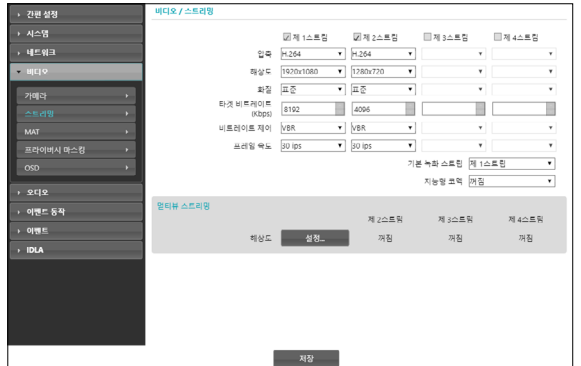 간편 설정
시스템
네트워크
비디오
카메라
스트리밍
MAT
프라이버시 마스킹
OSD
오디오
이벤트 동작
이벤트
IDLA
비디오 / 스트리밍
제 1스트림 제 2스트림 제 3스트림 제 4스트림
압축 H.264 H.264
해상도 1920x1080 1280x720
화질 표준 표준
타겟 비트레이트
(Kbps) 8192 4096
비트레이트 제어 VBR VBR
프레임 속도 30 ips 30 ips
기본 녹화 스트림 제 1스트림
지능형 코덱 꺼짐
멀티뷰 스트리밍
제 2스트림 제 3스트림 제 4스트림
해상도 설정... 꺼짐 꺼짐 꺼짐
저장